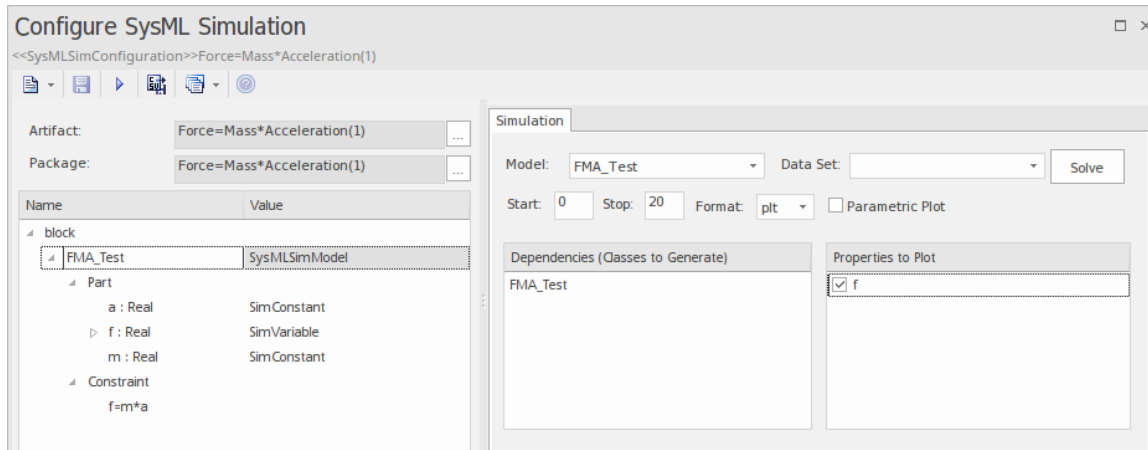 Configure SysML Simulation
<<SysMLSimConfiguration>>Force=Mass*Acceleration(1)
Artifact: Force=Mass*Acceleration(1) ...
Package: Force=Mass*Acceleration(1) ...
Name Value
block
FMA_Test SysMLSimModel
Part
a : Real SimConstant
f : Real SimVariable
m : Real SimConstant
Constraint
f=m*a
Simulation
Model: FMA_Test Data Set: Solve
Start: 0 Stop: 20 Format: plt Parametric Plot
Dependencies (Classes to Generate) Properties to Plot
FMA_Test f